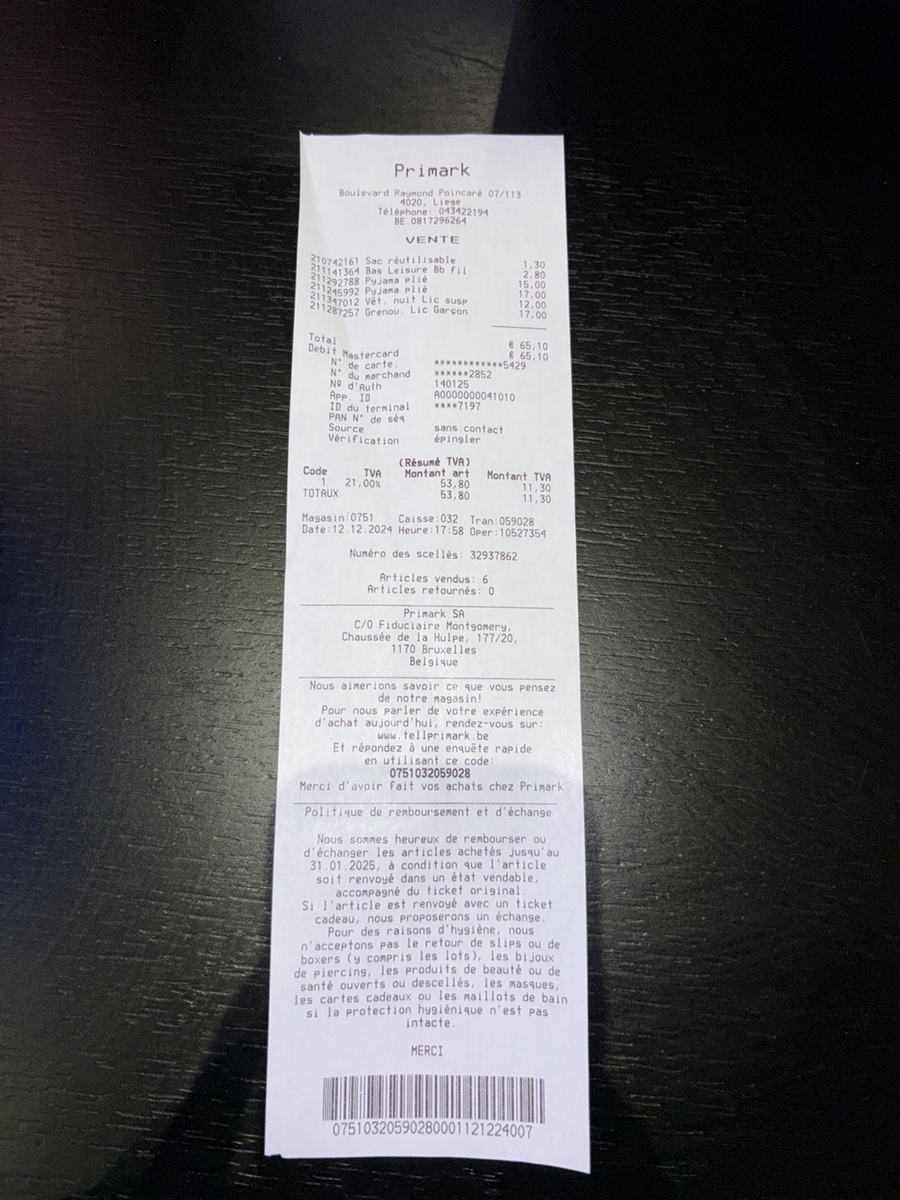 Primark
Boulevard Raymond Poincaré 07/113
4020, Liege
Téléphone: 043422194
BE 0817296264
VENTE
210742161 Sac réutilisable 1,30
211141364 Bas Leisure Bb fil 2,80
211292788 Pyjama plié 15,00
211245992 Pyjama plié 17,00
211347012 Vêt. nuit Lic susp 12,00
211287257 Grenou. Lic Garçon 17,00
Total € 65,10
Debit Mastercard € 65,10
N° de carte. ************5429
N° du marchand ******2852
Nº d'Auth 140125
App. ID A0000000041010
ID du terminal ****7197
PAN N° de séq
Source sans contact
Vérification épingler
(Résumé TVA)
Code TVA Montant art Montant TVA
1 21,00% 53,80 11,30
TOTAUX 53,80 11,30
Magasin:0751 Caisse:032 Tran:059028
Date:12.12.2024 Heure:17:58 Oper:10527354
Numéro des scellés: 32937862
Articles vendus: 6
Articles retournés: 0
Primark SA
C/O Fiduciaire Montgomery,
Chaussée de la Hulpe, 177/20,
1170 Bruxelles
Belgique
Nous aimerions savoir ce que vous pensez
de notre magasin!
Pour nous parler de votre expérience
d'achat aujourd'hui, rendez-vous sur:
www.tellprimark.be
Et répondez à une enquête rapide
en utilisant ce code:
0751032059028
Merci d'avoir fait vos achats chez Primark
Politique de remboursement et d'échange
Nous sommes heureux de rembourser ou
d'échanger les articles achetés jusqu'au
31.01.2025, à condition que l'article
soit renvoyé dans un état vendable,
accompagné du ticket original.
Si l'article est renvoyé avec un ticket
cadeau, nous proposerons un échange.
Pour des raisons d'hygiène, nous
n'acceptons pas le retour de slips ou de
boxers (y compris les lots), les bijoux
de piercing, les produits de beauté ou de
santé ouverts ou descellés, les masques,
les cartes cadeaux ou les maillots de bain
si la protection hygiénique n'est pas
intacte.
MERCI
07510320590280001121224007